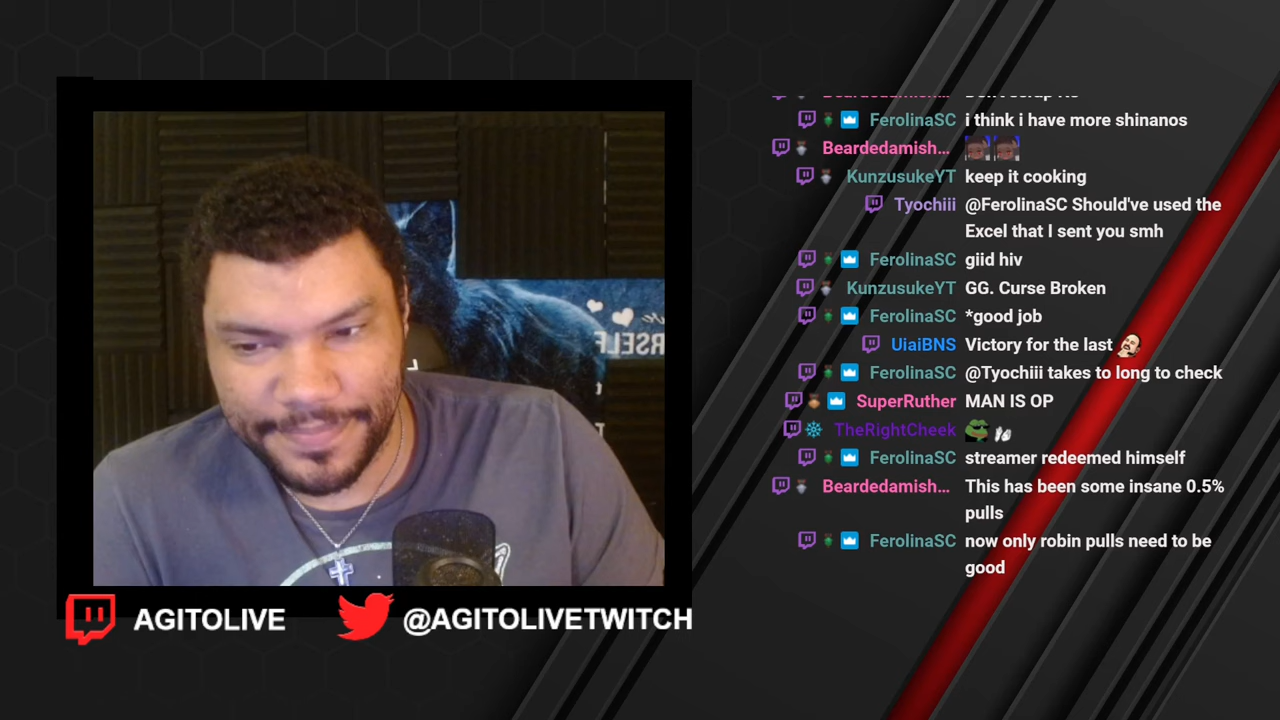 FerolinaSC i think i have more shinanos
Beardedamish...
KunzusukeYT keep it cooking
Tyochiii @FerolinaSC Should've used the
Excel that I sent you smh
FerolinaSC giid hiv
KunzusukeYT GG. Curse Broken
FerolinaSC *good job
UiaiBNS Victory for the last
FerolinaSC @Tyochiii takes to long to check
SuperRuther MAN IS OP
TheRightCheek
FerolinaSC streamer redeemed himself
Beardedamish... This has been some insane 0.5%
pulls
FerolinaSC now only robin pulls need to be
good
AGITOLIVE @AGITOLIVETWITCH